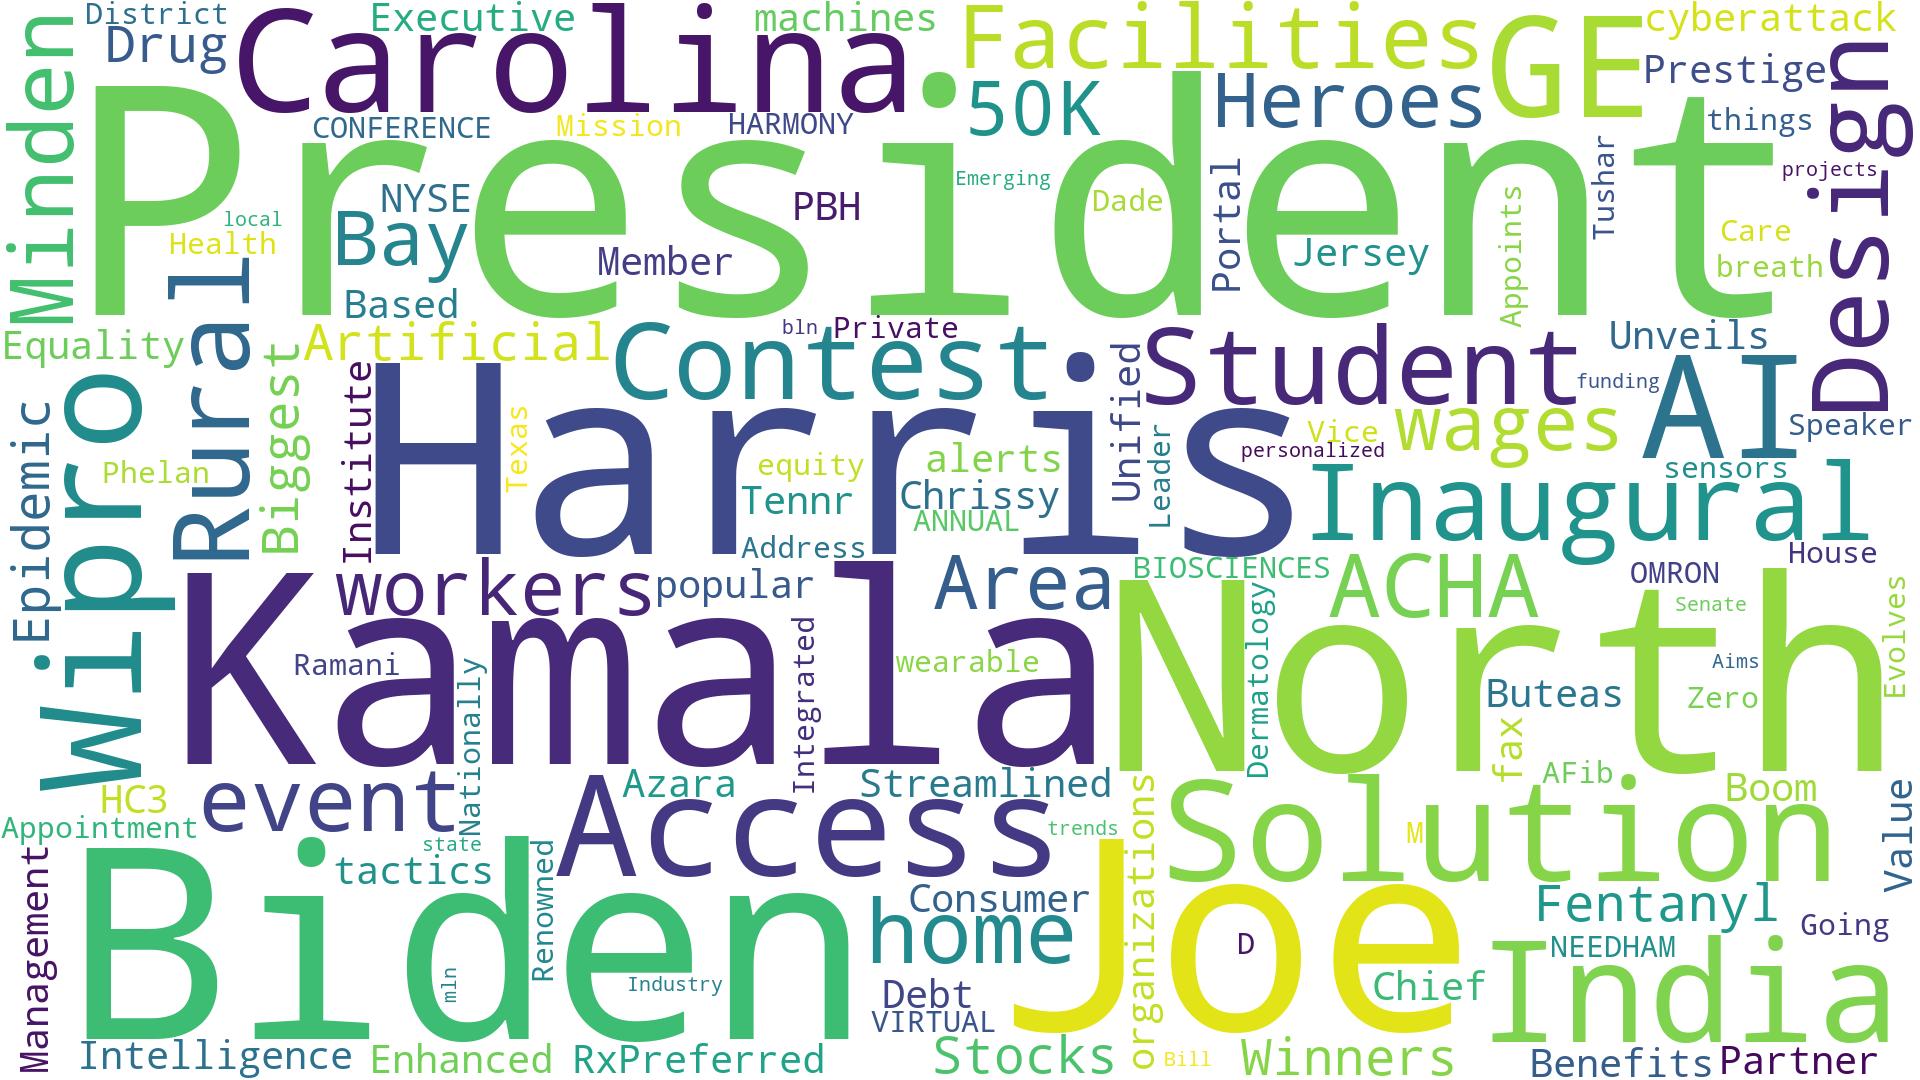 District
Executive
machines
Facilities
GE
cyberattack
Minden
Drug
Carolina
50K
Heroes
Prestige
Design
CONFERENCE
Mission
HARMONY
things
President
NYSE
Emerging
Dade
Portal
Tushar
projects
PBH
Appoints
local
Bay
Health
Member
Jersey
Care
breath
Rural
Based
Equality
Artificial
bln
Private
Contest
Student
Unveils
Biggest
Institute
Harris
Unified
funding
AI
Wipro
Epidemic
Texas
Vice
wages
Speaker
Phelan
equity
alerts
Leader
personalized
sensors
Tennr
Chrissy
Inaugural
ANNUAL
Address
House
workers
popular
Area
BIOSCIENCES
ACHA
OMRON
Kamala
North
Dermatology
Senate
Evolves
Ramani
Nationally
Integrated
wearable
Aims
Buteas
Zero
fax
HC3
event
Azara
Streamlined
AFib
Boom
Access
Solution
Value
Appointment
state
trends
M
Management
Biden
tactics
Renowned
Joe
organizations
Consumer
home
Fentanyl
Going
D
NEEDHAM
India
mln
Industry
Debt
Chief
VIRTUAL
Intelligence
Enhanced
RxPreferred
Stocks
Bill
Winners
Benefits
Partner